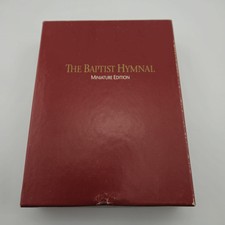 THE BAPTIST HYMNAL
MINIATURE EDITION